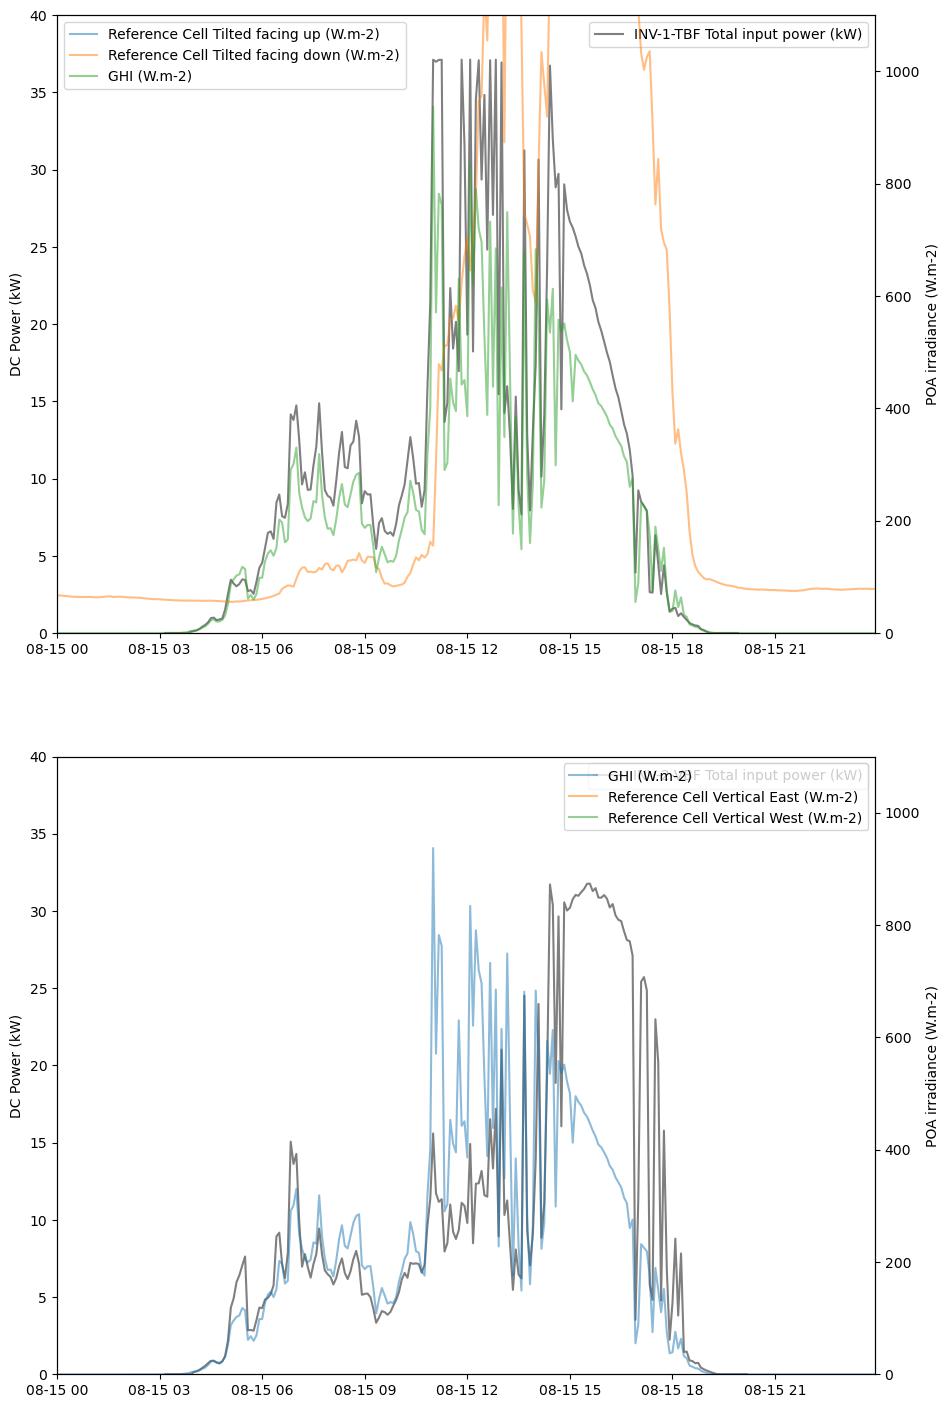 Reference Cell Tilted facing up (W.m-2)
Reference Cell Tilted facing down (W.m-2)
GHI (W.m-2)
INV-1-TBF Total input power (kW)
40
35
30
25
20
15
10
5
0
DC Power (kW)
1000
800
600
400
200
0
POA irradiance (W.m-2)
08-15 00 08-15 03 08-15 06 08-15 09 08-15 12 08-15 15 08-15 18 08-15 21
GHI (W.m-2)
Total input power (kW)
Reference Cell Vertical East (W.m-2)
Reference Cell Vertical West (W.m-2)
40
35
30
25
20
15
10
5
0
DC Power (kW)
1000
800
600
400
200
0
POA irradiance (W.m-2)
08-15 00 08-15 03 08-15 06 08-15 09 08-15 12 08-15 15 08-15 18 08-15 21